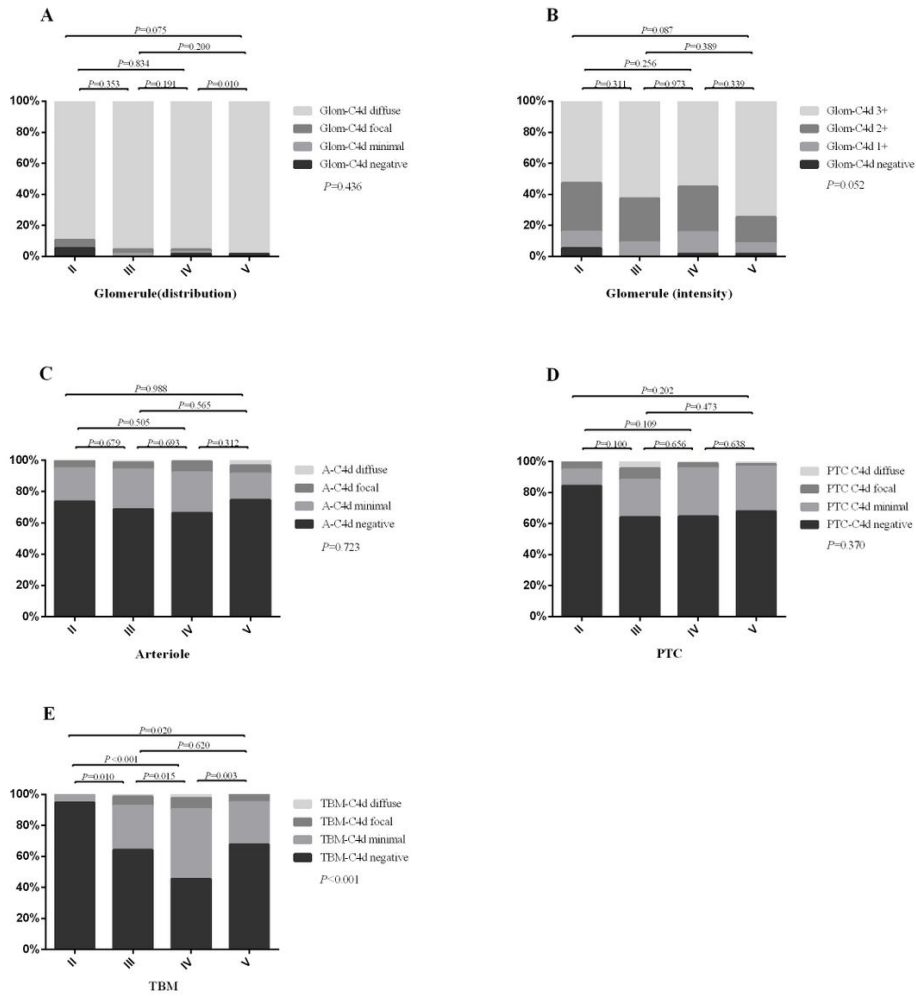 A
P=0.075
P=0.200
P=0.834
P=0.353 P=0.191 P=0.010
100%
80%
60%
40%
20%
0%
II III IV V
Glomerule(distribution)
Glom-C4d diffuse
Glom-C4d focal
Glom-C4d minimal
Glom-C4d negative
P=0.436
B
P=0.087
P=0.389
P=0.256
P=0.311 P=0.973 P=0.339
100%
80%
60%
40%
20%
0%
II III IV V
Glomerule (intensity)
Glom-C4d 3+
Glom-C4d 2+
Glom-C4d 1+
Glom-C4d negative
P=0.052
C
P=0.988
P=0.565
P=0.505
P=0.679 P=0.693 P=0.312
100%
80%
60%
40%
20%
0%
II III IV V
Arteriole
A-C4d diffuse
A-C4d focal
A-C4d minimal
A-C4d negative
P=0.723
D
P=0.202
P=0.473
P=0.109
P=0.100 P=0.656 P=0.638
100%
80%
60%
40%
20%
0%
II III IV V
PTC
PTC C4d diffuse
PTC C4d focal
PTC C4d minimal
PTC-C4d negative
P=0.370
E
P=0.020
P=0.620
P<0.001
P=0.010 P=0.015 P=0.003
100%
80%
60%
40%
20%
0%
II III IV V
TBM
TBM-C4d diffuse
TBM-C4d focal
TBM-C4d minimal
TBM-C4d negative
P<0.001